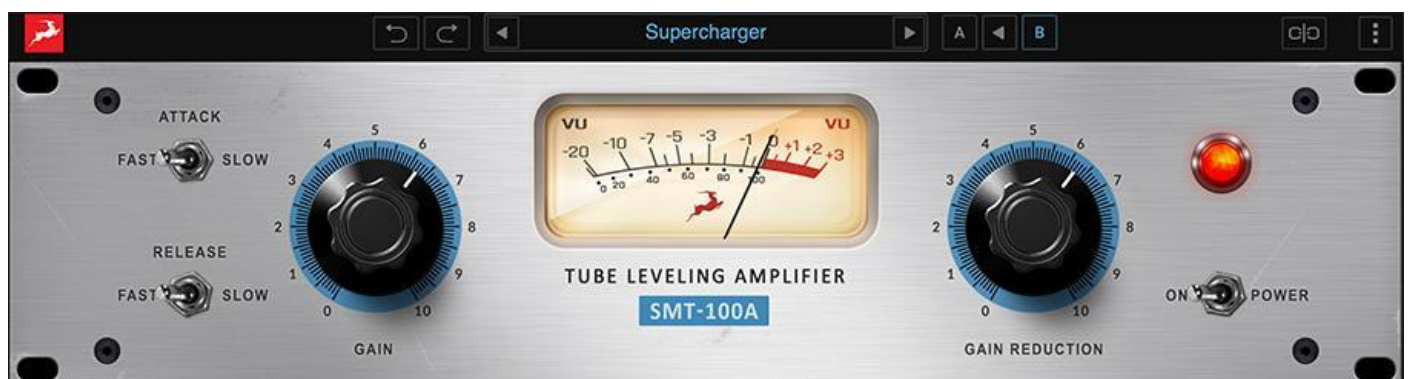 Supercharger
A
B
ATTACK
FAST SLOW
RELEASE
FAST SLOW
0 1 2 3 4 5 6 7 8 9 10
GAIN
VU VU
-20 -10 -7 -5 -3 -1 0 +1 +2 +3
0 20 40 60 80 100
TUBE LEVELING AMPLIFIER
SMT-100A
0 1 2 3 4 5 6 7 8 9 10
GAIN REDUCTION
ON POWER